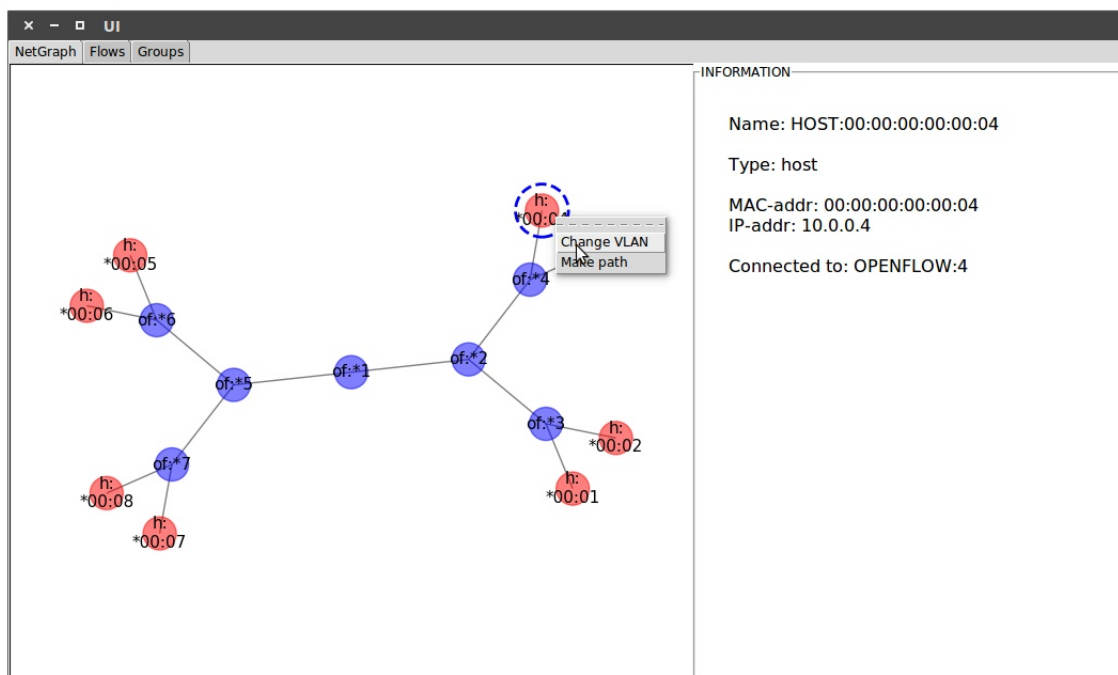 UI
NetGraph Flows Groups
INFORMATION
Name: HOST:00:00:00:00:00:04
Type: host
MAC-addr: 00:00:00:00:00:04
IP-addr: 10.0.0.4
Connected to: OPENFLOW:4
h:
*00:04
Change VLAN
Make path
of:*4
h:
*00:05
h:
*00:06
of:*6
of:*5
of:*1
of:*2
of:*3
h:
*00:02
h:
*00:01
of:*7
h:
*00:08
h:
*00:07